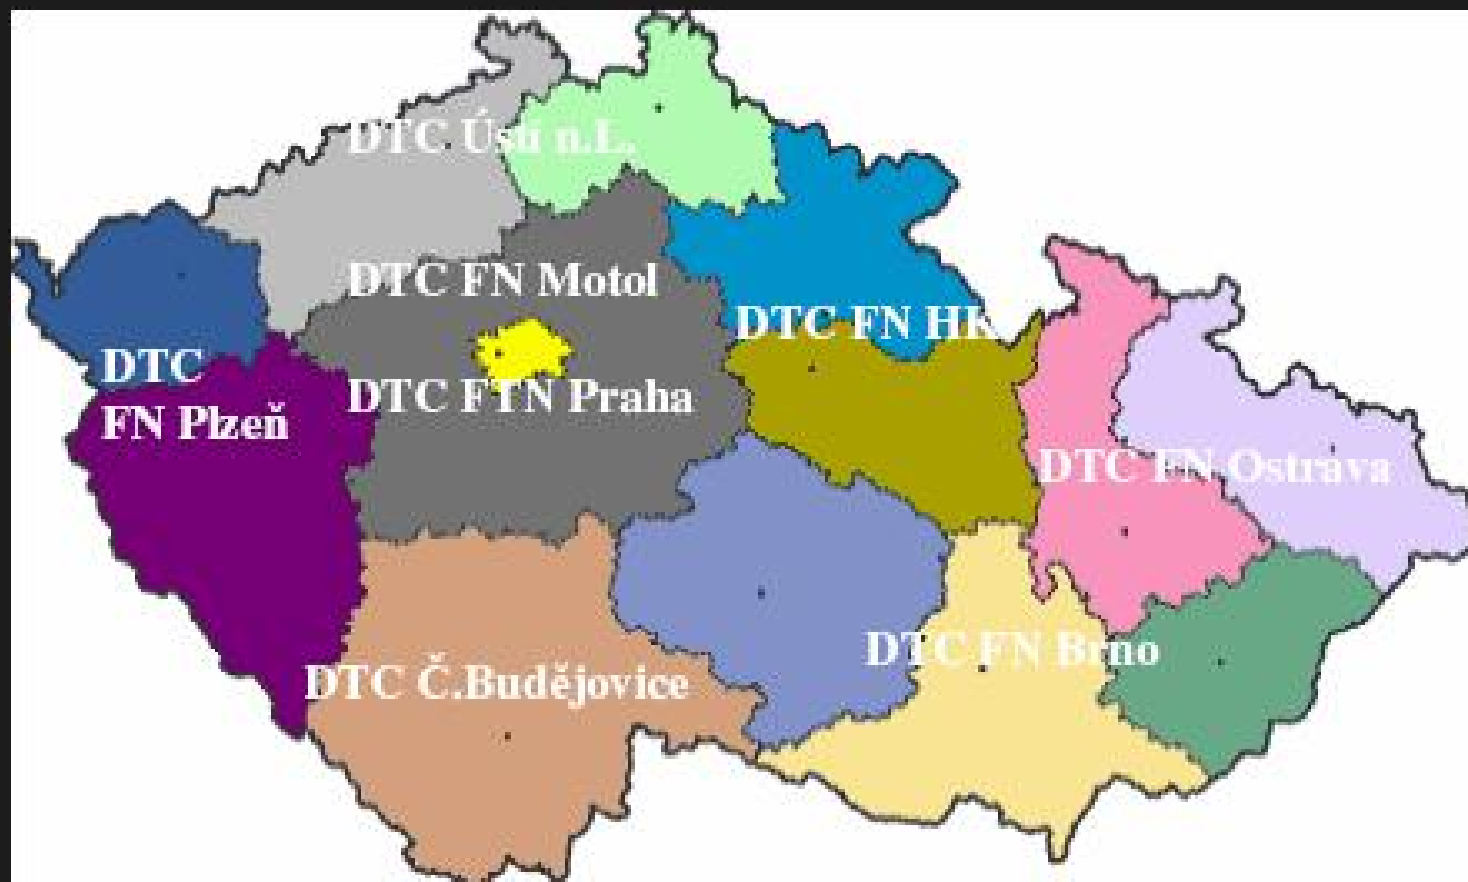 DTC Ústí n.L.
DTC FN Motol
DTC FN HK
DTC
FN Plzeň
DTC FTN Praha
DTC FN Ostrava
DTC FN Brno
DTC Č.Budějovice